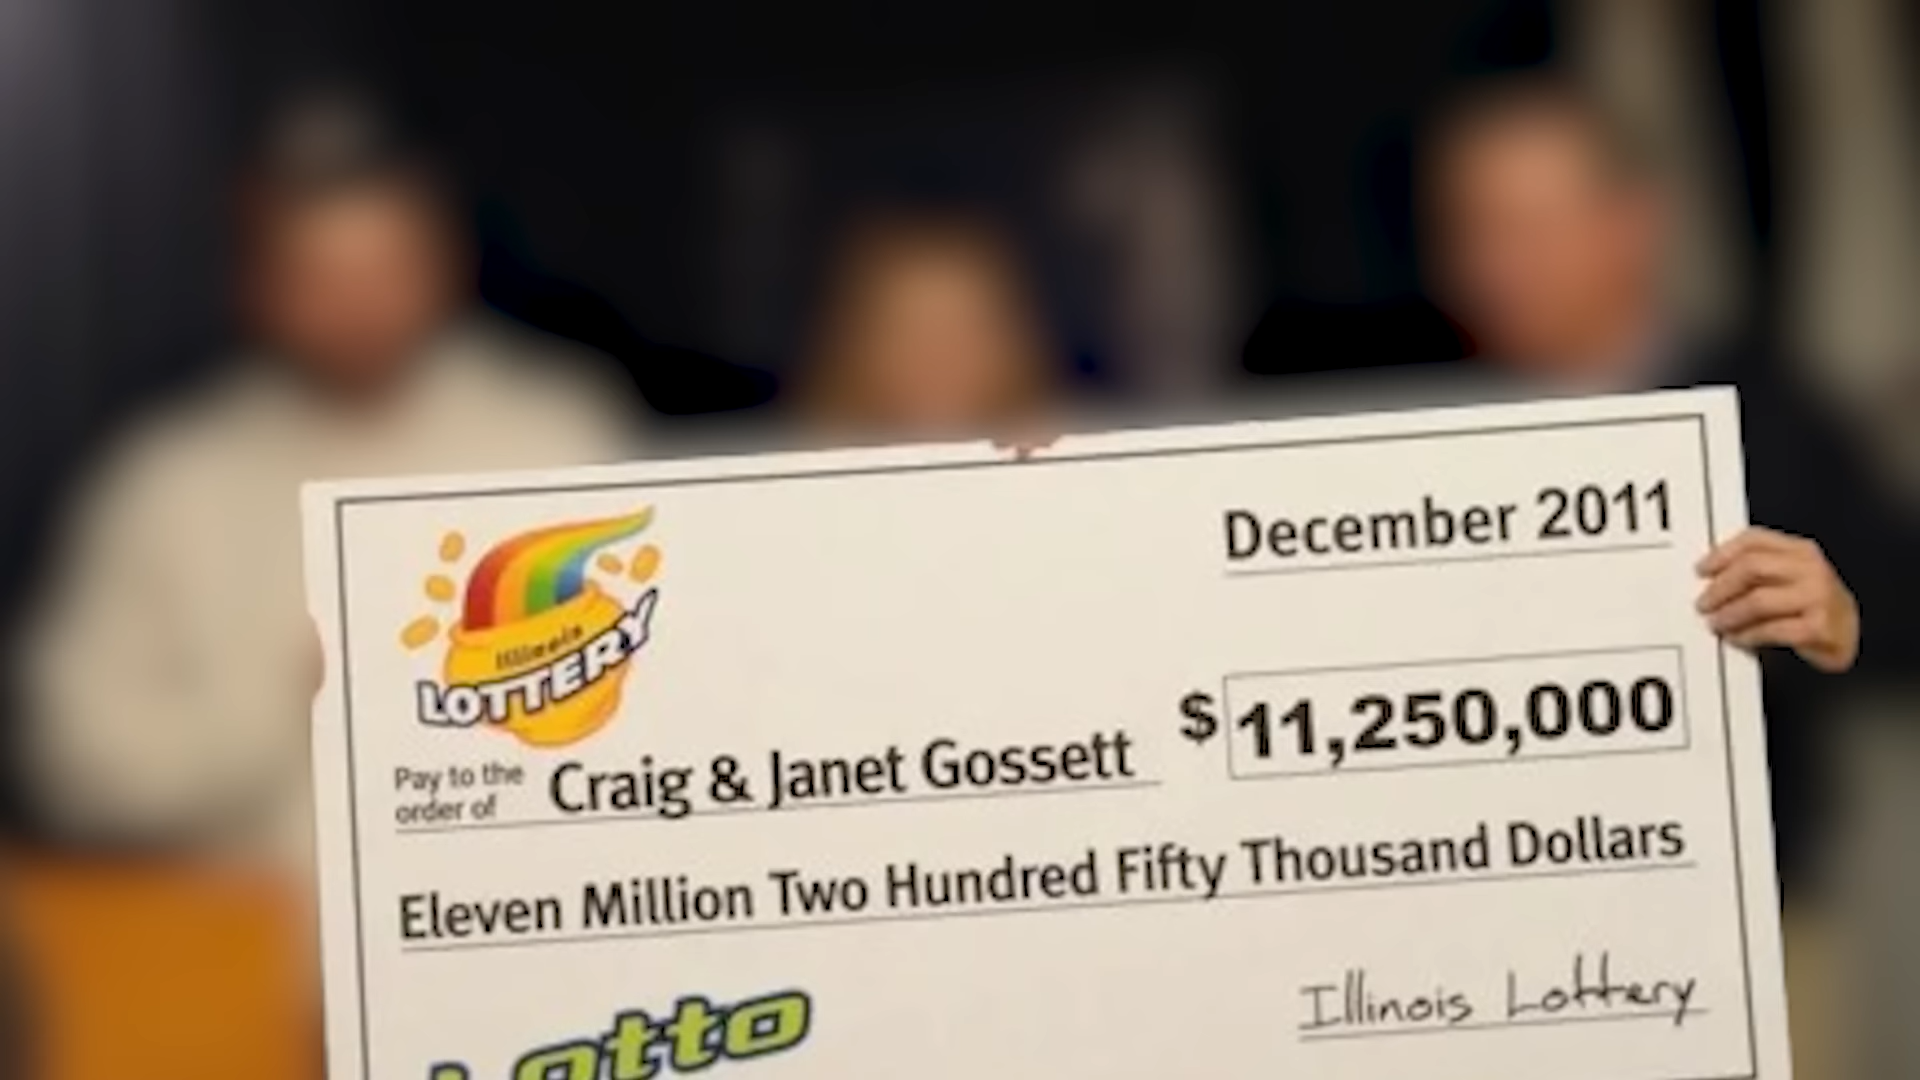 December 2011
Illinois
LOTTERY
$ 11,250,000
Pay to the
order of
Craig & Janet Gossett
Eleven Million Two Hundred Fifty Thousand Dollars
Lotto
Illinois Lottery